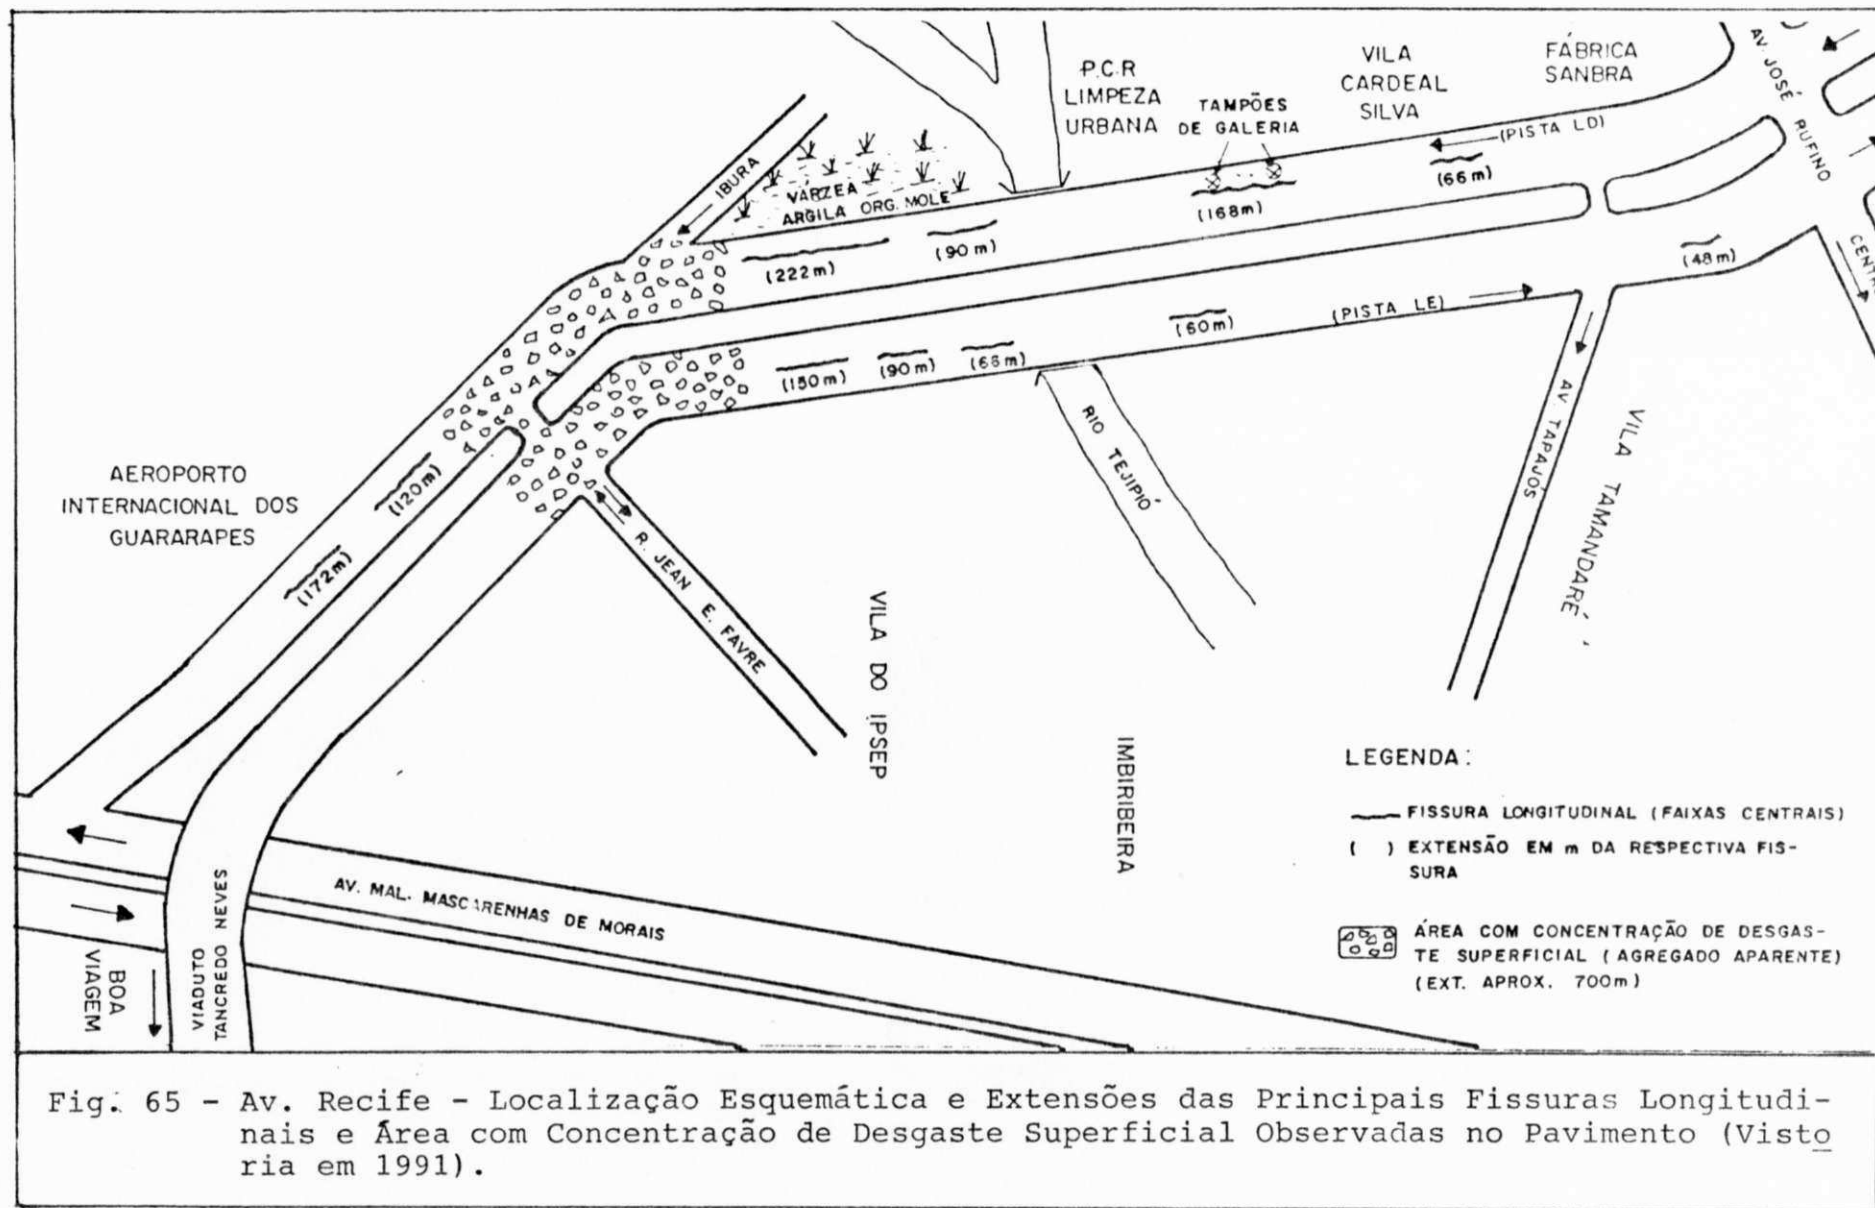 P.C.R
LIMPEZA
URBANA
TAMPÕES
DE GALERIA
VILA
CARDEAL
SILVA
FÁBRICA
SANBRA
AV. JOSÉ RUFINO
(PISTA LD)
(66m)
(168m)
IBURA
VÁRZEA
ARGILA ORG. MOLE
(90m)
(222m)
(48m)
(PISTA LE)
(60m)
(150m)
(90m)
(66m)
RIO TEJIPIÓ
AV TAPAJÓS
VILA TAMANDARÉ
AEROPORTO
INTERNACIONAL DOS
GUARARAPES
(120m)
(172m)
R. JEAN E. FAVRE
VILA DO IPSEP
IMBIRIBEIRA
AV. MAL. MASCARENHAS DE MORAIS
BOA
VIAGEM
VIADUTO
TANCREDO NEVES
LEGENDA:
FISSURA LONGITUDINAL (FAIXAS CENTRAIS)
( ) EXTENSÃO EM m DA RESPECTIVA FIS-
SURA
ÁREA COM CONCENTRAÇÃO DE DESGAS-
TE SUPERFICIAL (AGREGADO APARENTE)
(EXT. APROX. 700m)
Fig. 65 - Av. Recife - Localização Esquemática e Extensões das Principais Fissuras Longitudi-
nais e Área com Concentração de Desgaste Superficial Observadas no Pavimento (Visto
ria em 1991).